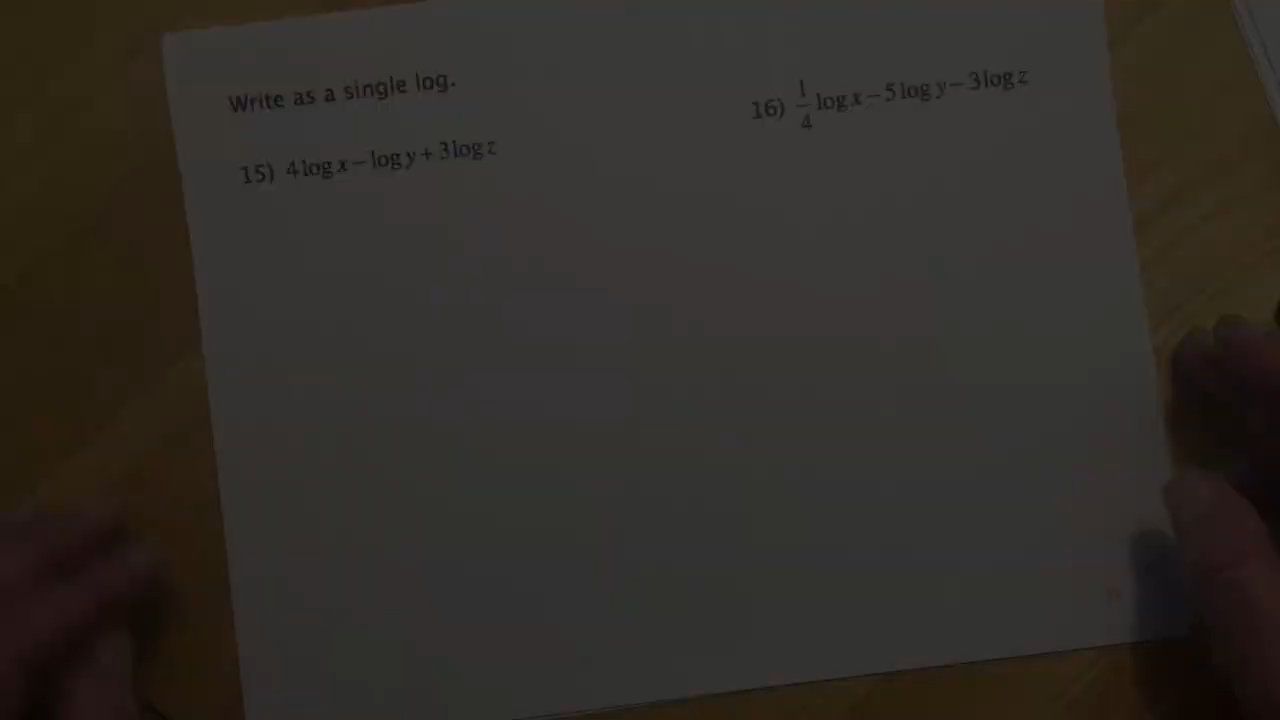 Write as a single log.
15) 4 log x − log y + 3 log z
16) 1/4 log x − 5 log y − 3 log z